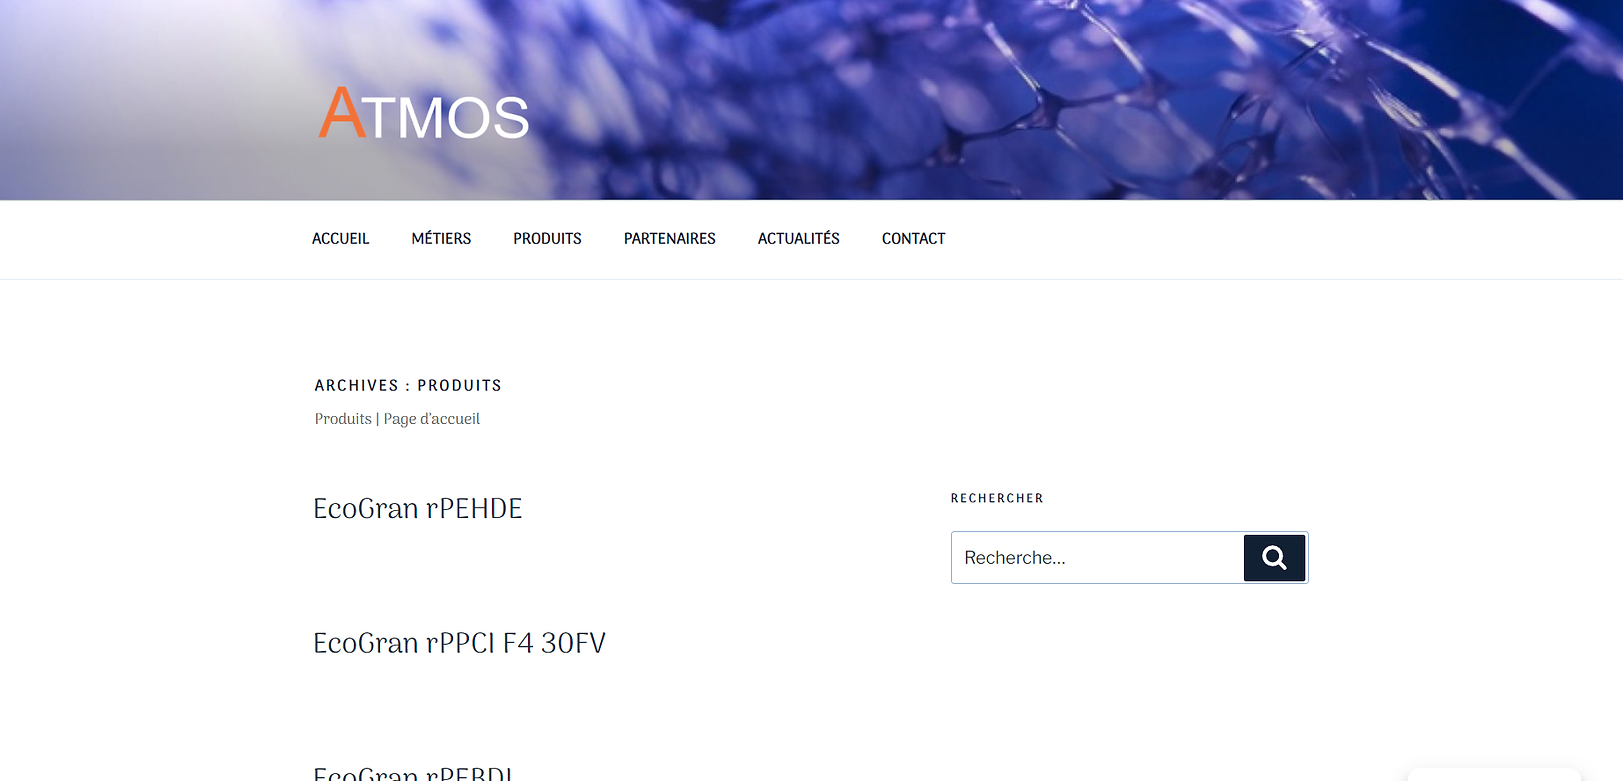 ATMOS
ACCUEIL MÉTIERS PRODUITS PARTENAIRES ACTUALITÉS CONTACT
ARCHIVES : PRODUITS
Produits | Page d'accueil
EcoGran rPEHDE
RECHERCHER
Recherche...
EcoGran rPPCI F4 30FV
EcoGran rPEBDL